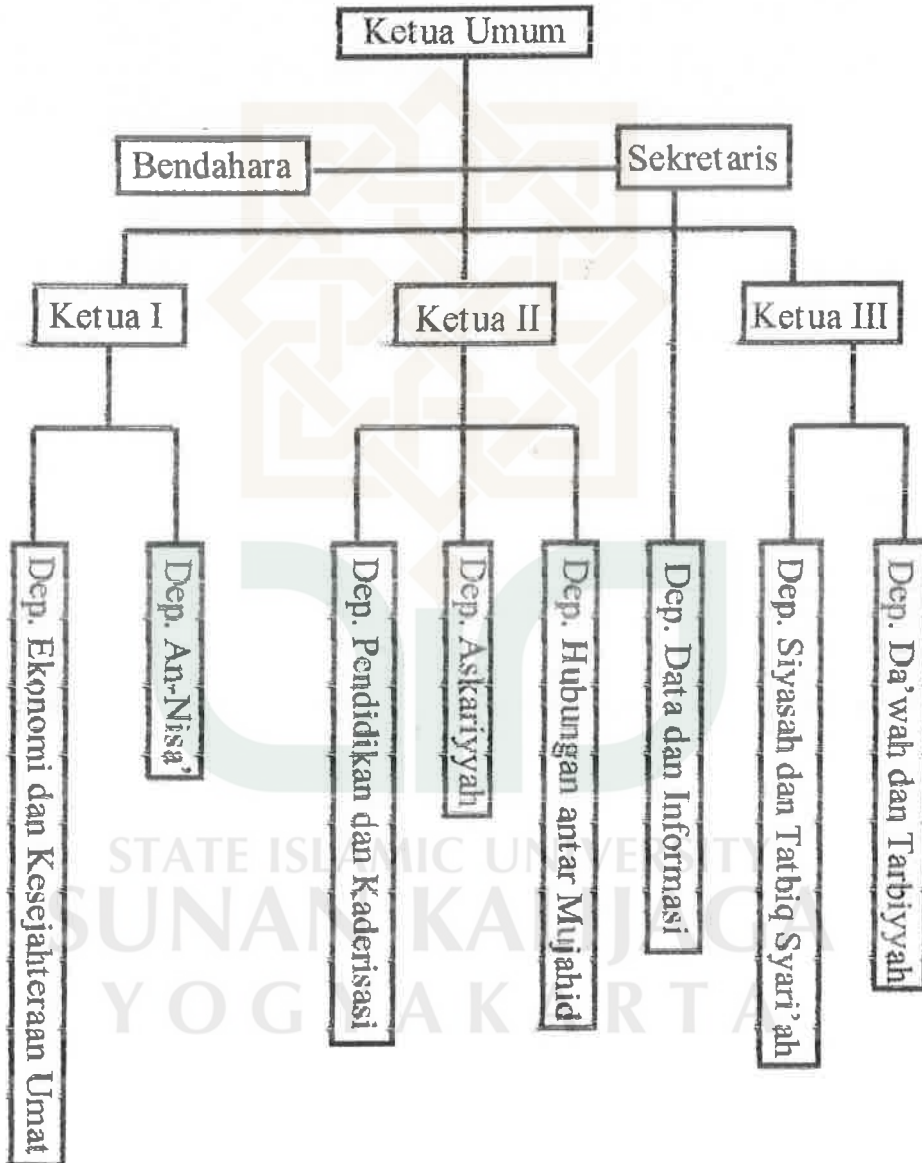 Ketua Umum
Bendahara
Sekretaris
Ketua I
Ketua II
Ketua III
Dep. Ekonomi dan Kesejahteraan Umat
Dep. An-Nisa'
Dep. Pendidikan dan Kaderisasi
Dep. Askariyyah
Dep. Hubungan antar Mujahid
Dep. Data dan Informasi
Dep. Siyasah dan Tatbiq Syari'ah
Dep. Da'wah dan Tarbiyyah
STATE ISLAMIC UNIVERSITY
SUNAN KALIJAGA
YOGYAKARTA